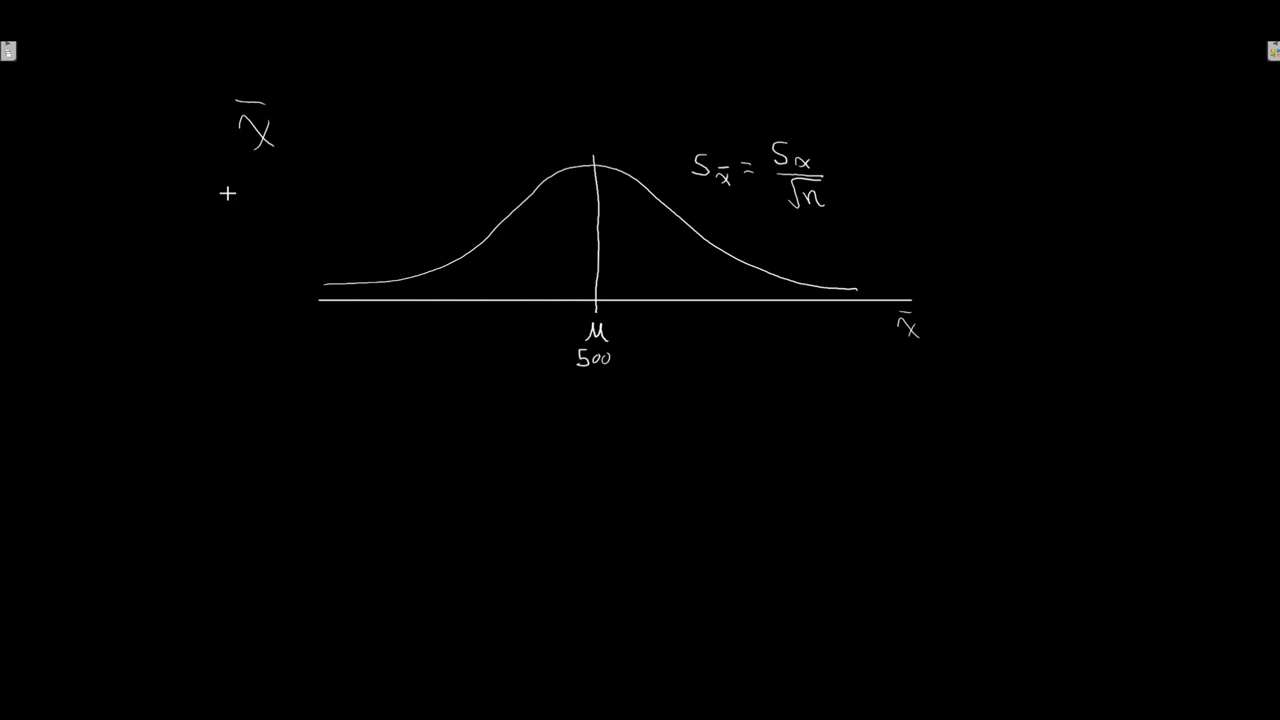 x̄
S_x̄ = S_x / √n
x̄
μ
500